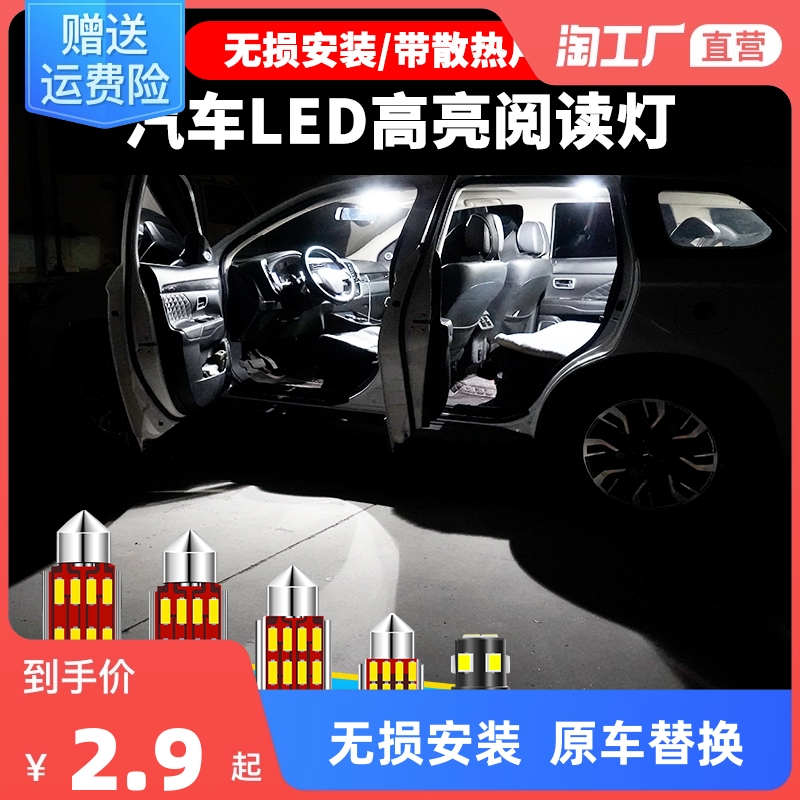 赠送
运费险
无损安装/带散热
淘工厂 直营
汽车LED高亮阅读灯
到手价
¥ 2.9 起
无损安装 原车替换